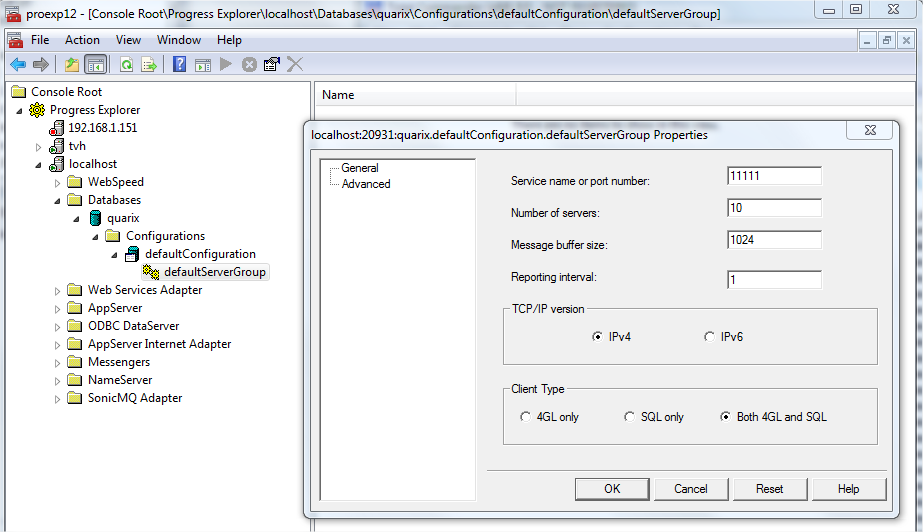 proexp12 - [Console Root\Progress Explorer\localhost\Databases\quarix\Configurations\defaultConfiguration\defaultServerGroup]
File Action View Window Help
Console Root
Progress Explorer
192.168.1.151
tvh
localhost
WebSpeed
Databases
quarix
Configurations
defaultConfiguration
defaultServerGroup
Web Services Adapter
AppServer
ODBC DataServer
AppServer Internet Adapter
Messengers
NameServer
SonicMQ Adapter
Name
localhost:20931:quarix.defaultConfiguration.defaultServerGroup Properties
General
Advanced
Service name or port number: 11111
Number of servers: 10
Message buffer size: 1024
Reporting interval: 1
TCP/IP version
IPv4 IPv6
Client Type
4GL only SQL only Both 4GL and SQL
OK Cancel Reset Help